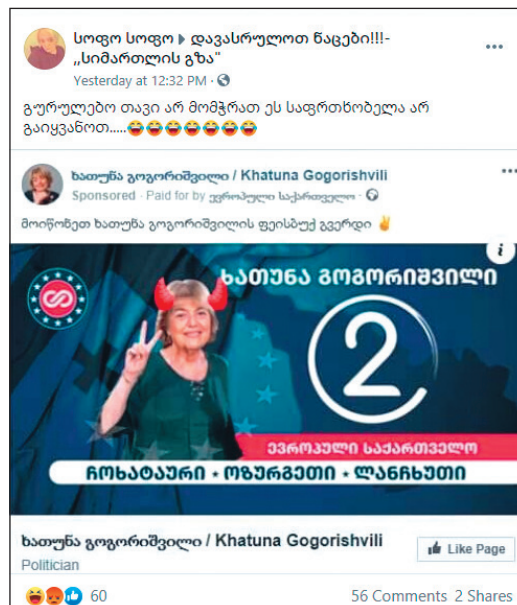 სოფო სოფო ▸ დავასრულოთ ნაცები!!!-
,,სიმართლის გზა"
Yesterday at 12:32 PM ·
გურულებო თავი არ მომჭრათ ეს საფრთხობელა არ
გაიყვანოთ.....😂😂😂😂😂😂😂
ხათუნა გოგორიშვილი / Khatuna Gogorishvili
Sponsored · Paid for by ევროპული საქართველო ·
მოიწონეთ ხათუნა გოგორიშვილის ფეისბუქ გვერდი ✌
ხათუნა გოგორიშვილი
2
ევროპული საქართველო
ჩოხატაური • ოზურგეთი • ლანჩხუთი
ხათუნა გოგორიშვილი / Khatuna Gogorishvili
Politician
Like Page
60
56 Comments 2 Shares